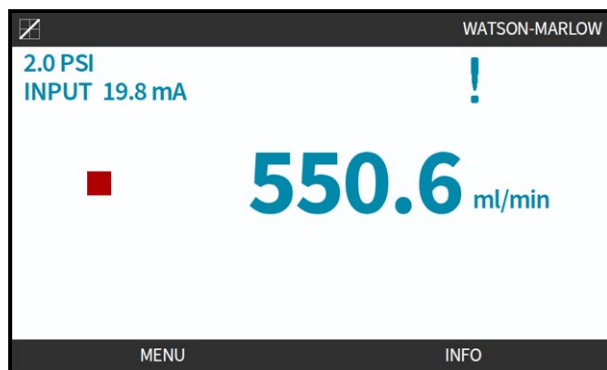 WATSON-MARLOW
2.0 PSI
INPUT 19.8 mA
!
550.6 ml/min
MENU INFO